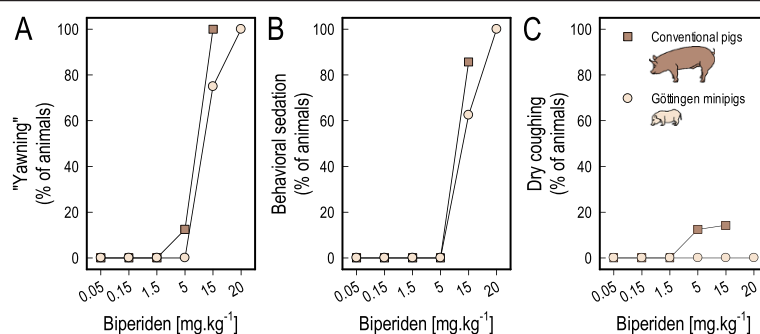 A
"Yawning"
(% of animals)
100
80
60
40
20
0
0.05
0.15
1.5
5
15
20
Biperiden [mg.kg-1]
B
Behavioral sedation
(% of animals)
100
80
60
40
20
0
0.05
0.15
1.5
5
15
20
Biperiden [mg.kg-1]
C
Dry coughing
(% of animals)
100
80
60
40
20
0
0.05
0.15
1.5
5
15
20
Biperiden [mg.kg-1]
Conventional pigs
Göttingen minipigs